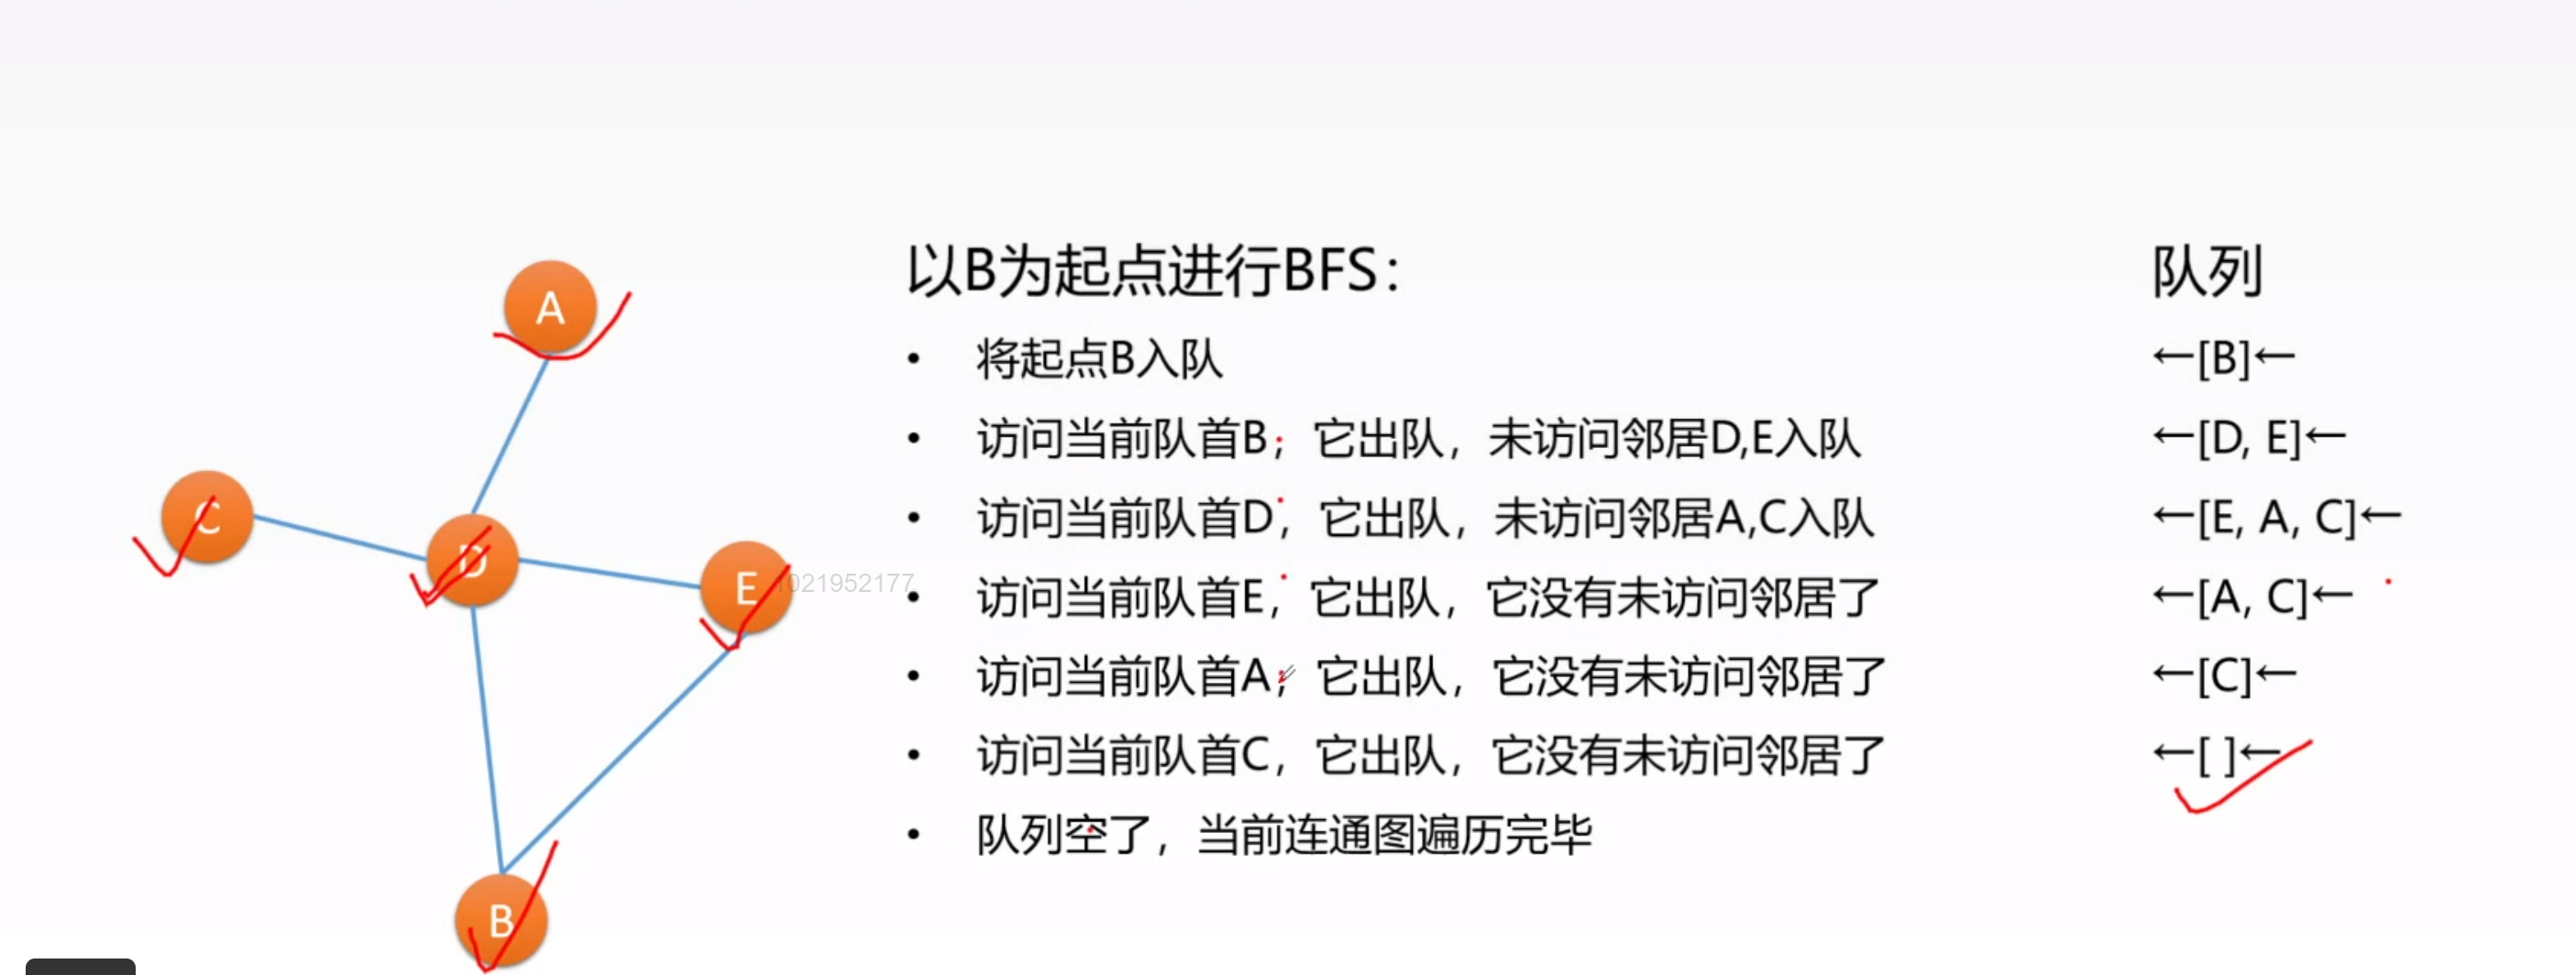 以B为起点进行BFS：
队列
• 将起点B入队
←[B]←
• 访问当前队首B；它出队，未访问邻居D,E入队
←[D, E]←
• 访问当前队首D，它出队，未访问邻居A,C入队
←[E, A, C]←
• 访问当前队首E，它出队，它没有未访问邻居了
←[A, C]←
• 访问当前队首A，它出队，它没有未访问邻居了
←[C]←
• 访问当前队首C，它出队，它没有未访问邻居了
←[ ]←
• 队列空了，当前连通图遍历完毕
A
C
D
E
1021952177
B